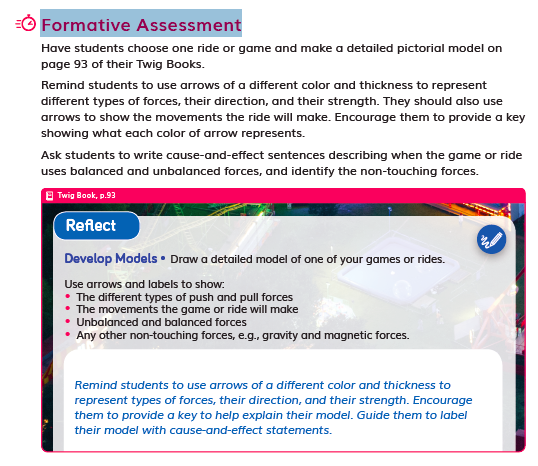 Formative Assessment
Have students choose one ride or game and make a detailed pictorial model on
page 93 of their Twig Books.
Remind students to use arrows of a different color and thickness to represent
different types of forces, their direction, and their strength. They should also use
arrows to show the movements the ride will make. Encourage them to provide a key
showing what each color of arrow represents.
Ask students to write cause-and-effect sentences describing when the game or ride
uses balanced and unbalanced forces, and identify the non-touching forces.
Twig Book, p.93
Reflect
Develop Models • Draw a detailed model of one of your games or rides.
Use arrows and labels to show:
• The different types of push and pull forces
• The movements the game or ride will make
• Unbalanced and balanced forces
• Any other non-touching forces, e.g., gravity and magnetic forces.
Remind students to use arrows of a different color and thickness to
represent types of forces, their direction, and their strength. Encourage
them to provide a key to help explain their model. Guide them to label
their model with cause-and-effect statements.